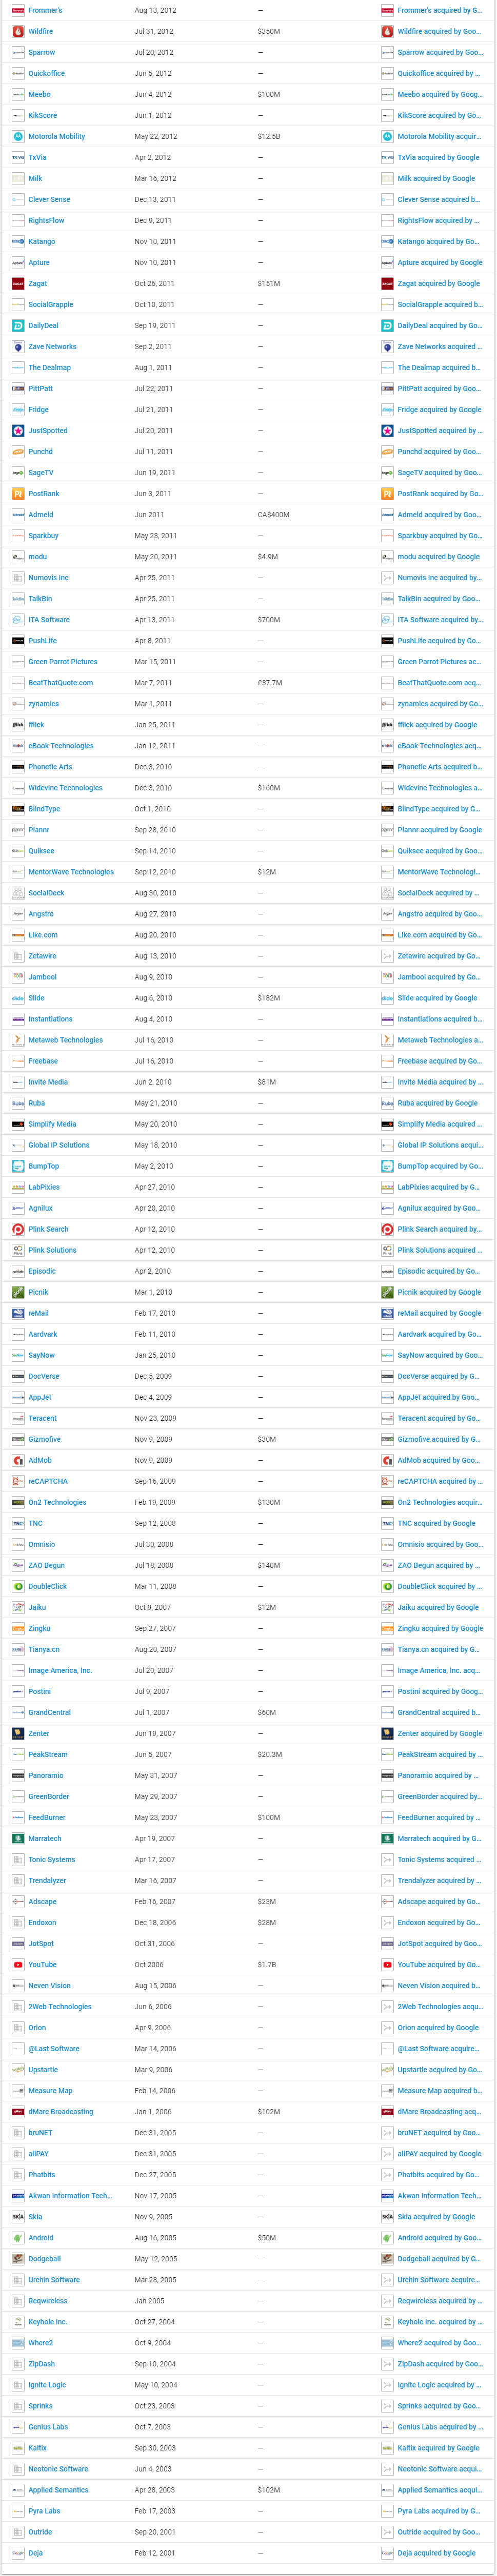 Frommer's Aug 13, 2012 — Frommer's acquired by G...
Wildfire Jul 31, 2012 $350M Wildfire acquired by Goo...
Sparrow Jul 20, 2012 — Sparrow acquired by Goo...
Quickoffice Jun 5, 2012 — Quickoffice acquired by ...
Meebo Jun 4, 2012 $100M Meebo acquired by Goog...
KikScore Jun 1, 2012 — KikScore acquired by Go...
Motorola Mobility May 22, 2012 $12.5B Motorola Mobility acquir...
TxVia Apr 2, 2012 — TxVia acquired by Google
Milk Mar 16, 2012 — Milk acquired by Google
Clever Sense Dec 13, 2011 — Clever Sense acquired b...
RightsFlow Dec 9, 2011 — RightsFlow acquired by ...
Katango Nov 10, 2011 — Katango acquired by Go...
Apture Nov 10, 2011 — Apture acquired by Google
Zagat Oct 26, 2011 $151M Zagat acquired by Google
SocialGrapple Oct 10, 2011 — SocialGrapple acquired b...
DailyDeal Sep 19, 2011 — DailyDeal acquired by Go...
Zave Networks Sep 2, 2011 — Zave Networks acquired ...
The Dealmap Aug 1, 2011 — The Dealmap acquired b...
PittPatt Jul 22, 2011 — PittPatt acquired by Goo...
Fridge Jul 21, 2011 — Fridge acquired by Google
JustSpotted Jul 20, 2011 — JustSpotted acquired by ...
Punchd Jul 11, 2011 — Punchd acquired by Goo...
SageTV Jun 19, 2011 — SageTV acquired by Goo...
PostRank Jun 3, 2011 — PostRank acquired by Go...
Admeld Jun 2011 CA$400M Admeld acquired by Goo...
Sparkbuy May 23, 2011 — Sparkbuy acquired by Go...
modu May 20, 2011 $4.9M modu acquired by Google
Numovis Inc Apr 25, 2011 — Numovis Inc acquired by...
TalkBin Apr 25, 2011 — TalkBin acquired by Goo...
ITA Software Apr 13, 2011 $700M ITA Software acquired by...
PushLife Apr 8, 2011 — PushLife acquired by Go...
Green Parrot Pictures Mar 15, 2011 — Green Parrot Pictures ac...
BeatThatQuote.com Mar 7, 2011 £37.7M BeatThatQuote.com acq...
zynamics Mar 1, 2011 — zynamics acquired by Go...
fflick Jan 25, 2011 — fflick acquired by Google
eBook Technologies Jan 12, 2011 — eBook Technologies acq...
Phonetic Arts Dec 3, 2010 — Phonetic Arts acquired b...
Widevine Technologies Dec 3, 2010 $160M Widevine Technologies a...
BlindType Oct 1, 2010 — BlindType acquired by G...
Plannr Sep 28, 2010 — Plannr acquired by Google
Quiksee Sep 14, 2010 — Quiksee acquired by Goo...
MentorWave Technologies Sep 12, 2010 $12M MentorWave Technologi...
SocialDeck Aug 30, 2010 — SocialDeck acquired by ...
Angstro Aug 27, 2010 — Angstro acquired by Goo...
Like.com Aug 20, 2010 — Like.com acquired by Go...
Zetawire Aug 13, 2010 — Zetawire acquired by Go...
Jambool Aug 9, 2010 — Jambool acquired by Goo...
Slide Aug 6, 2010 $182M Slide acquired by Google
Instantiations Aug 4, 2010 — Instantiations acquired b...
Metaweb Technologies Jul 16, 2010 — Metaweb Technologies a...
Freebase Jul 16, 2010 — Freebase acquired by Go...
Invite Media Jun 2, 2010 $81M Invite Media acquired by ...
Ruba May 21, 2010 — Ruba acquired by Google
Simplify Media May 20, 2010 — Simplify Media acquired ...
Global IP Solutions May 18, 2010 — Global IP Solutions acqui...
BumpTop May 2, 2010 — BumpTop acquired by Go...
LabPixies Apr 27, 2010 — LabPixies acquired by G...
Agnilux Apr 20, 2010 — Agnilux acquired by Goo...
Plink Search Apr 12, 2010 — Plink Search acquired by...
Plink Solutions Apr 12, 2010 — Plink Solutions acquired ...
Episodic Apr 2, 2010 — Episodic acquired by Go...
Picnik Mar 1, 2010 — Picnik acquired by Google
reMail Feb 17, 2010 — reMail acquired by Google
Aardvark Feb 11, 2010 — Aardvark acquired by Go...
SayNow Jan 25, 2010 — SayNow acquired by Goo...
DocVerse Dec 5, 2009 — DocVerse acquired by G...
AppJet Dec 4, 2009 — AppJet acquired by Goo...
Teracent Nov 23, 2009 — Teracent acquired by Go...
Gizmofive Nov 9, 2009 $30M Gizmofive acquired by G...
AdMob Nov 9, 2009 — AdMob acquired by Goo...
reCAPTCHA Sep 16, 2009 — reCAPTCHA acquired by ...
On2 Technologies Feb 19, 2009 $130M On2 Technologies acquir...
TNC Sep 12, 2008 — TNC acquired by Google
Omnisio Jul 30, 2008 — Omnisio acquired by Goo...
ZAO Begun Jul 18, 2008 $140M ZAO Begun acquired by ...
DoubleClick Mar 11, 2008 — DoubleClick acquired by ...
Jaiku Oct 9, 2007 $12M Jaiku acquired by Google
Zingku Sep 27, 2007 — Zingku acquired by Google
Tianya.cn Aug 20, 2007 — Tianya.cn acquired by G...
Image America, Inc. Jul 20, 2007 — Image America, Inc. acq...
Postini Jul 9, 2007 — Postini acquired by Goog...
GrandCentral Jul 1, 2007 $60M GrandCentral acquired b...
Zenter Jun 19, 2007 — Zenter acquired by Google
PeakStream Jun 5, 2007 $20.3M PeakStream acquired by ...
Panoramio May 31, 2007 — Panoramio acquired by ...
GreenBorder May 29, 2007 — GreenBorder acquired by...
FeedBurner May 23, 2007 $100M FeedBurner acquired by ...
Marratech Apr 19, 2007 — Marratech acquired by G...
Tonic Systems Apr 17, 2007 — Tonic Systems acquired ...
Trendalyzer Mar 16, 2007 — Trendalyzer acquired by ...
Adscape Feb 16, 2007 $23M Adscape acquired by Go...
Endoxon Dec 18, 2006 $28M Endoxon acquired by Go...
JotSpot Oct 31, 2006 — JotSpot acquired by Goo...
YouTube Oct 2006 $1.7B YouTube acquired by Go...
Neven Vision Aug 15, 2006 — Neven Vision acquired b...
2Web Technologies Jun 6, 2006 — 2Web Technologies acqu...
Orion Apr 9, 2006 — Orion acquired by Google
@Last Software Mar 14, 2006 — @Last Software acquire...
Upstartle Mar 9, 2006 — Upstartle acquired by Go...
Measure Map Feb 14, 2006 — Measure Map acquired b...
dMarc Broadcasting Jan 1, 2006 $102M dMarc Broadcasting acq...
bruNET Dec 31, 2005 — bruNET acquired by Goo...
allPAY Dec 31, 2005 — allPAY acquired by Google
Phatbits Dec 27, 2005 — Phatbits acquired by Go...
Akwan Information Tech... Nov 17, 2005 — Akwan Information Tech...
Skia Nov 9, 2005 — Skia acquired by Google
Android Aug 16, 2005 $50M Android acquired by Goo...
Dodgeball May 12, 2005 — Dodgeball acquired by G...
Urchin Software Mar 28, 2005 — Urchin Software acquire...
Reqwireless Jan 2005 — Reqwireless acquired by ...
Keyhole Inc. Oct 27, 2004 — Keyhole Inc. acquired by ...
Where2 Oct 9, 2004 — Where2 acquired by Goo...
ZipDash Sep 10, 2004 — ZipDash acquired by Goo...
Ignite Logic May 10, 2004 — Ignite Logic acquired by ...
Sprinks Oct 23, 2003 — Sprinks acquired by Goo...
Genius Labs Oct 7, 2003 — Genius Labs acquired by ...
Kaltix Sep 30, 2003 — Kaltix acquired by Google
Neotonic Software Jun 4, 2003 — Neotonic Software acqui...
Applied Semantics Apr 28, 2003 $102M Applied Semantics acqui...
Pyra Labs Feb 17, 2003 — Pyra Labs acquired by G...
Outride Sep 20, 2001 — Outride acquired by Goo...
Deja Feb 12, 2001 — Deja acquired by Google